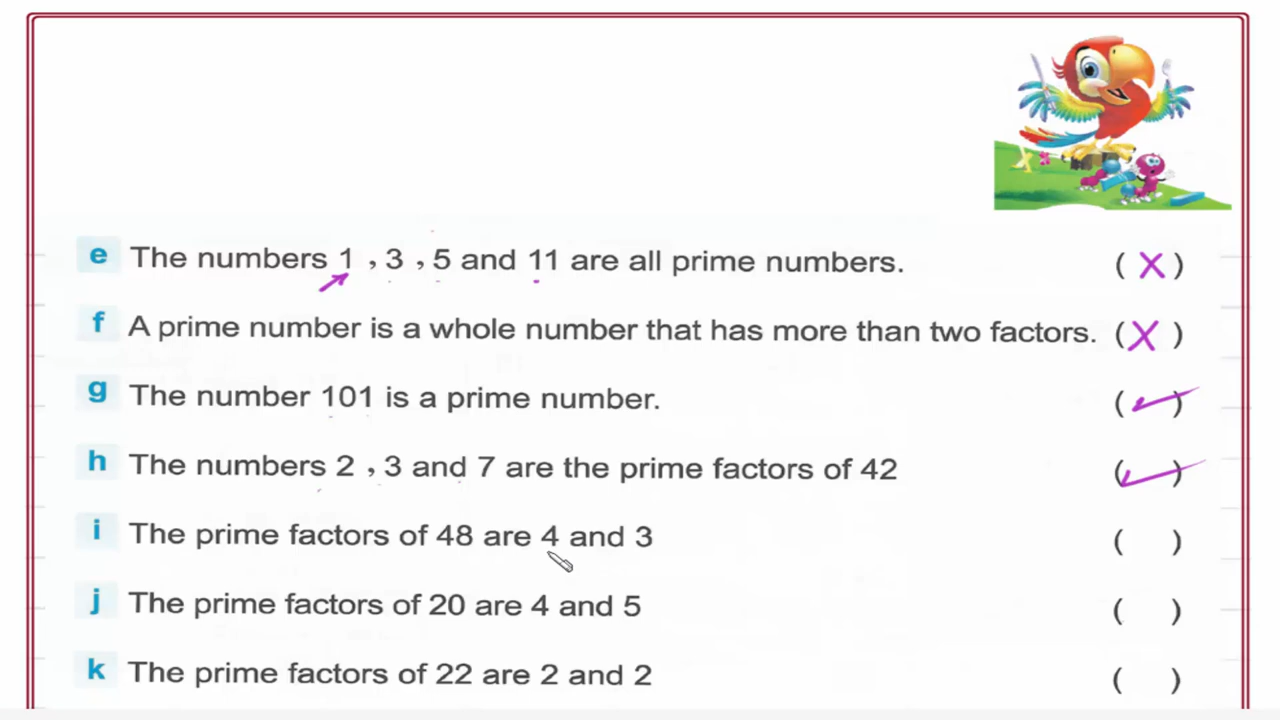 e The numbers 1 , 3 , 5 and 11 are all prime numbers. ( X )
f A prime number is a whole number that has more than two factors. ( X )
g The number 101 is a prime number. ( ✓ )
h The numbers 2 , 3 and 7 are the prime factors of 42 ( ✓ )
i The prime factors of 48 are 4 and 3 ( )
j The prime factors of 20 are 4 and 5 ( )
k The prime factors of 22 are 2 and 2 ( )